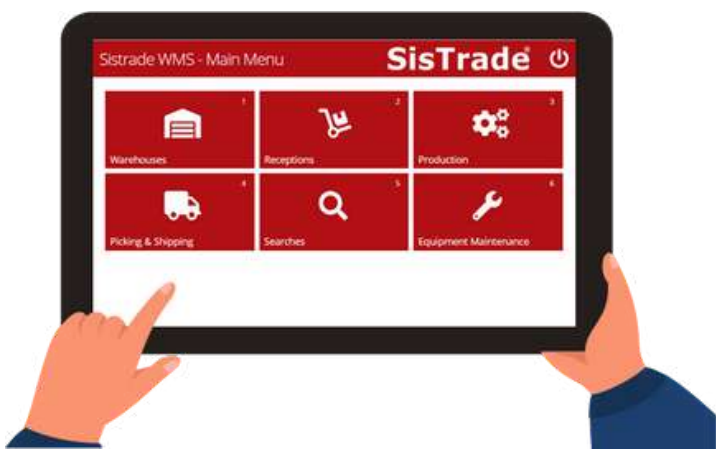 Sistrade WMS - Main Menu
SisTrade®
1
Warehouses
2
Receptions
3
Production
4
Picking & Shipping
5
Searches
6
Equipment Maintenance